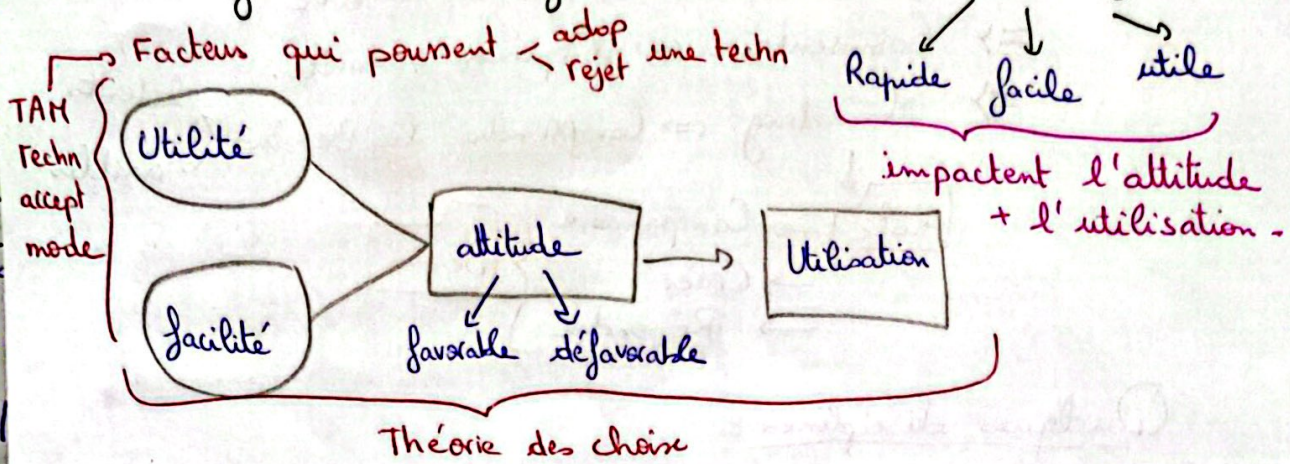 Facteurs qui poussent < adop une techn
rejet
Rapide facile utile
TAM
Techn
accept
mode
Utilité
impactent l'attitude
+ l'utilisation.
attitude
Utilisation
facilité
favorable défavorable
Théorie des choix